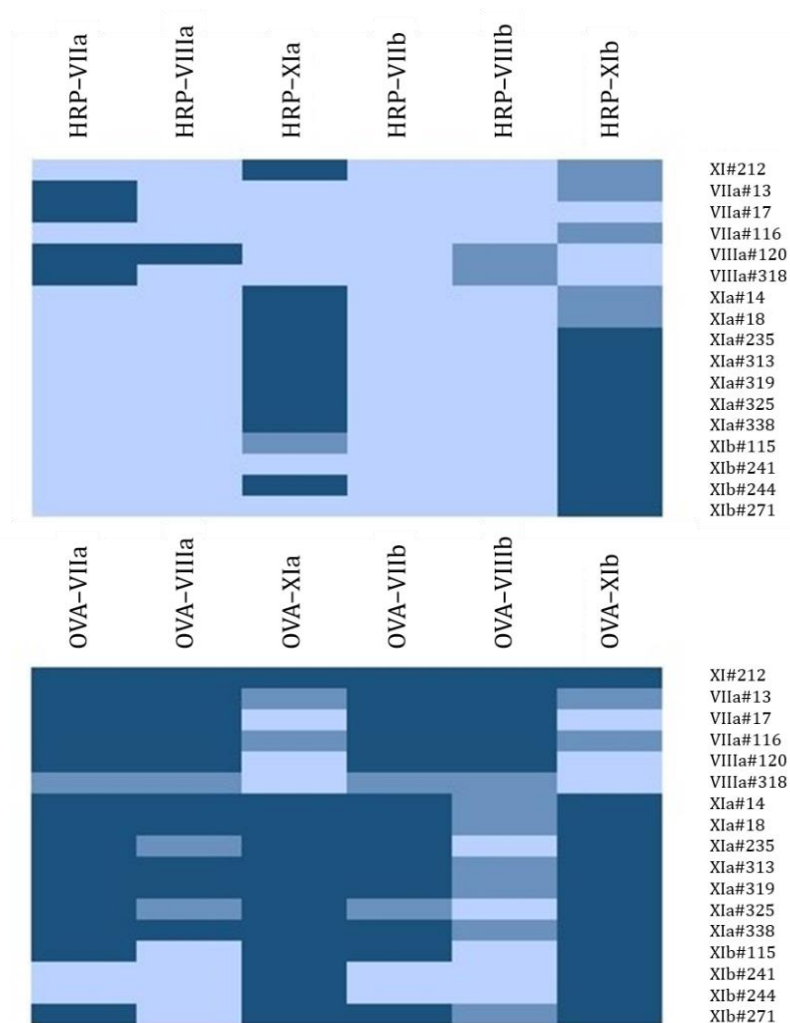 HRP–VIIa
HRP–VIIIa
HRP–XIa
HRP–VIIb
HRP–VIIIb
HRP–XIb
XI#212
VIIa#13
VIIa#17
VIIa#116
VIIIa#120
VIIIa#318
XIa#14
XIa#18
XIa#235
XIa#313
XIa#319
XIa#325
XIa#338
XIb#115
XIb#241
XIb#244
XIb#271
OVA–VIIa
OVA–VIIIa
OVA–XIa
OVA–VIIb
OVA–VIIIb
OVA–XIb
XI#212
VIIa#13
VIIa#17
VIIa#116
VIIIa#120
VIIIa#318
XIa#14
XIa#18
XIa#235
XIa#313
XIa#319
XIa#325
XIa#338
XIb#115
XIb#241
XIb#244
XIb#271